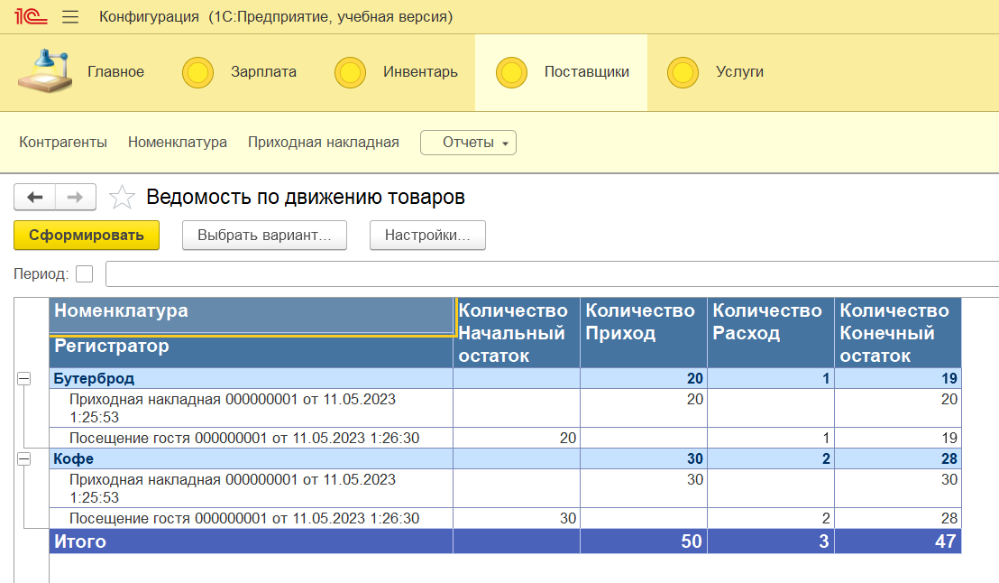 1С
Конфигурация (1С:Предприятие, учебная версия)
Главное Зарплата Инвентарь Поставщики Услуги
Контрагенты Номенклатура Приходная накладная Отчеты
Ведомость по движению товаров
Сформировать Выбрать вариант... Настройки...
Период:
Номенклатура Количество Количество Количество Количество
Регистратор Начальный Приход Расход Конечный
остаток остаток
Бутерброд 20 1 19
Приходная накладная 000000001 от 11.05.2023 20 20
1:25:53
Посещение гостя 000000001 от 11.05.2023 1:26:30 20 1 19
Кофе 30 2 28
Приходная накладная 000000001 от 11.05.2023 30 30
1:25:53
Посещение гостя 000000001 от 11.05.2023 1:26:30 30 2 28
Итого 50 3 47